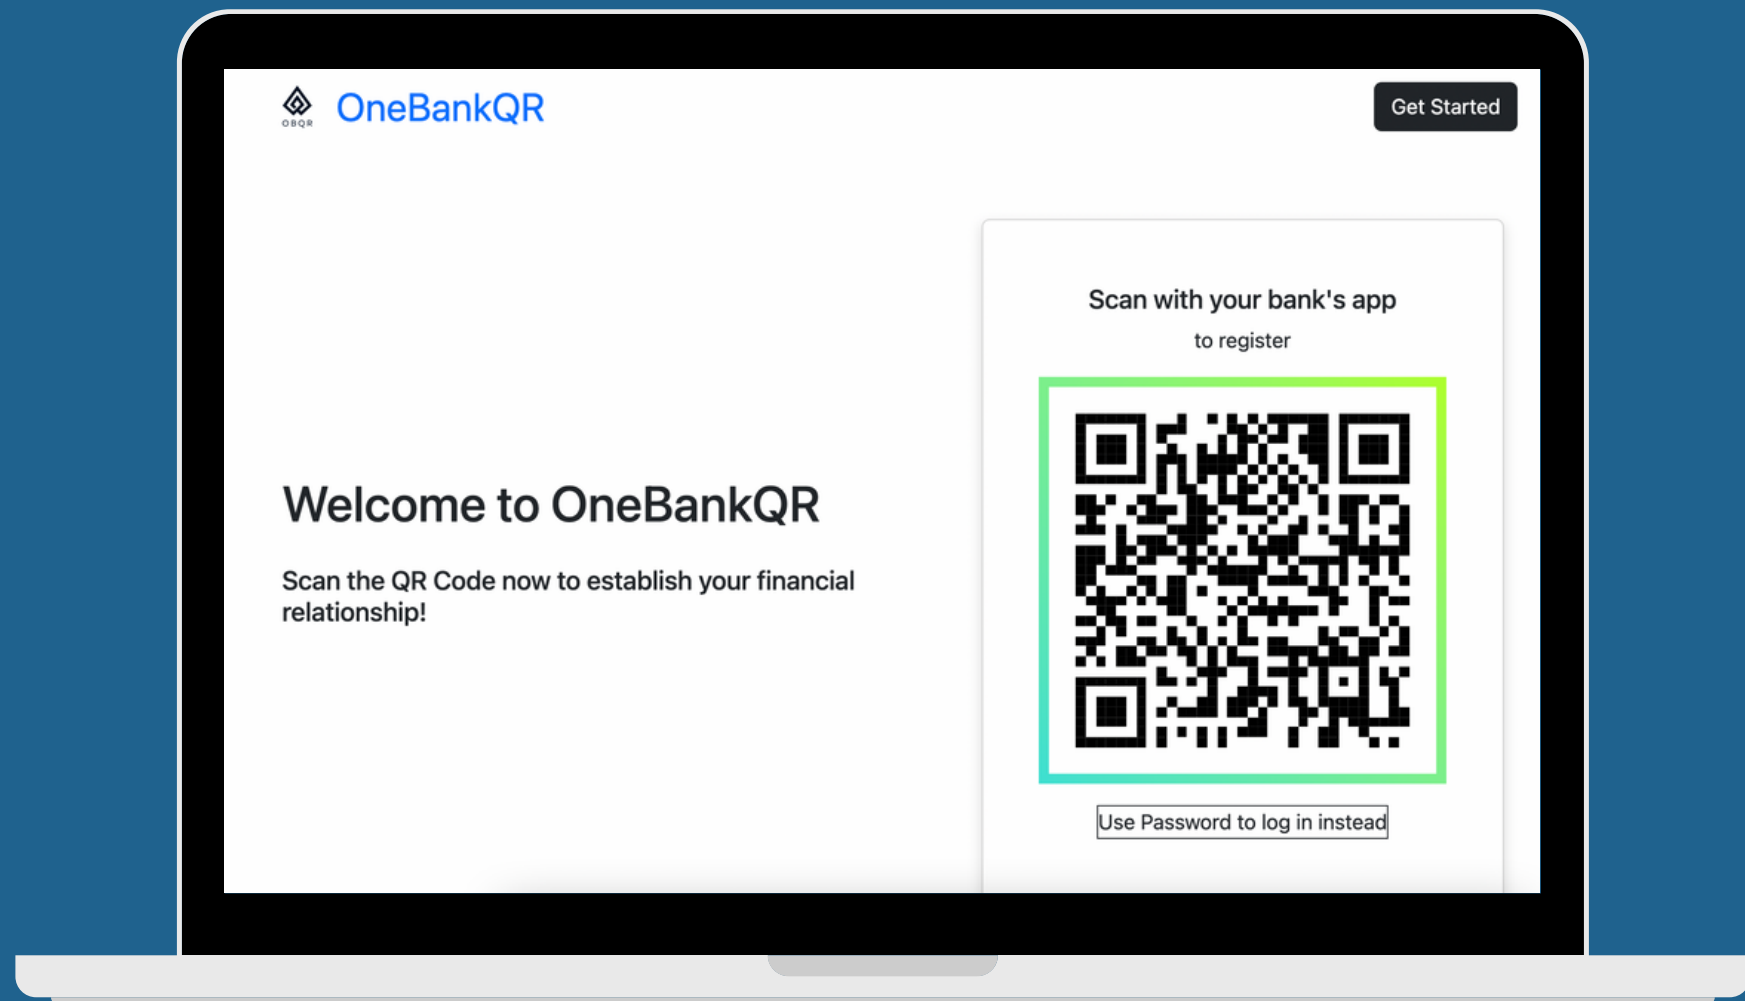 OBQR
OneBankQR
Get Started
Scan with your bank's app
to register
Welcome to OneBankQR
Scan the QR Code now to establish your financial
relationship!
Use Password to log in instead